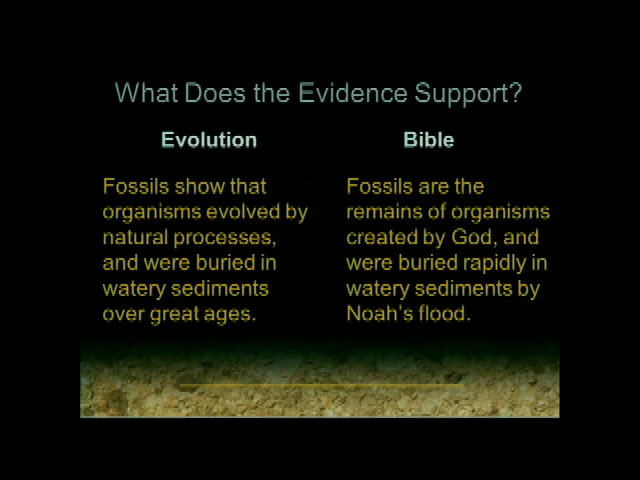 What Does the Evidence Support?
Evolution
Fossils show that
organisms evolved by
natural processes,
and were buried in
watery sediments
over great ages.
Bible
Fossils are the
remains of organisms
created by God, and
were buried rapidly in
watery sediments by
Noah's flood.